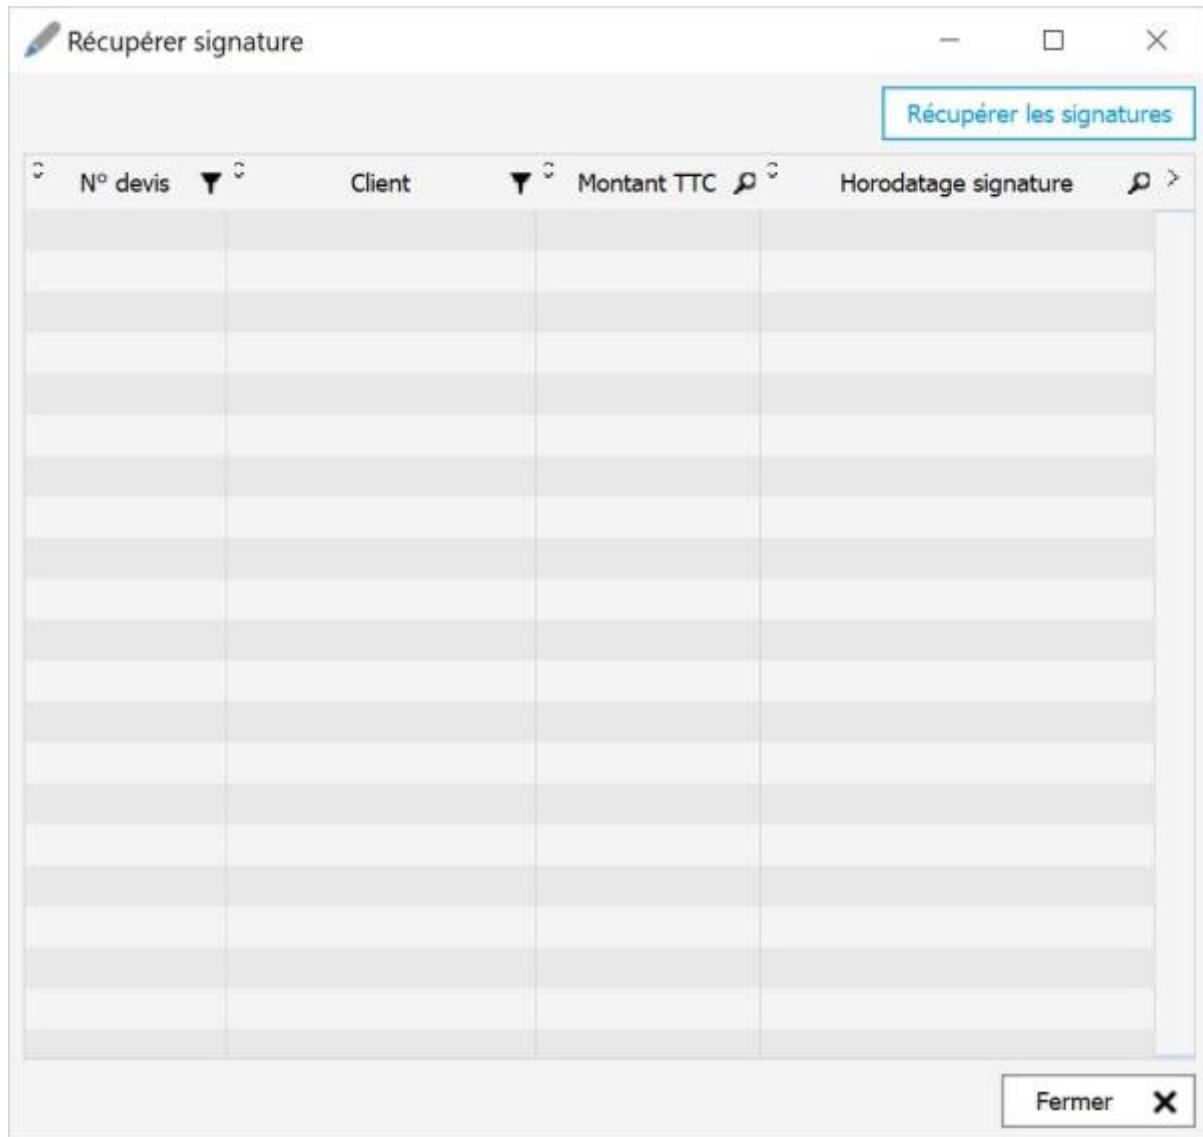 Récupérer signature
Récupérer les signatures
N° devis Client Montant TTC Horodatage signature
Fermer